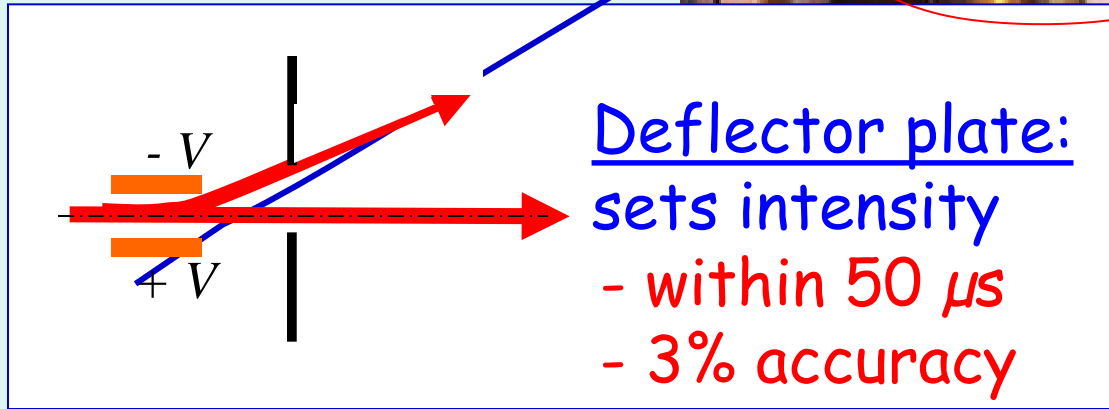 - V
+ V
Deflector plate:
sets intensity
- within 50 µs
- 3% accuracy